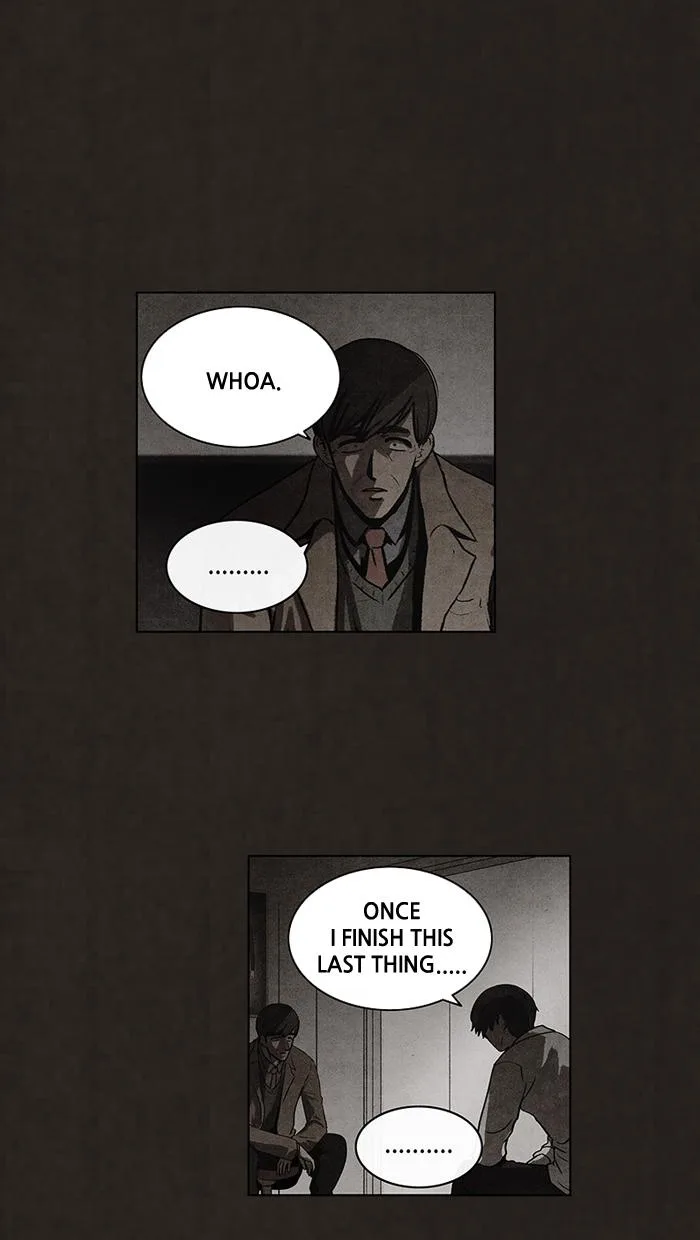 WHOA.
.........
ONCE
I FINISH THIS
LAST THING.....
..........